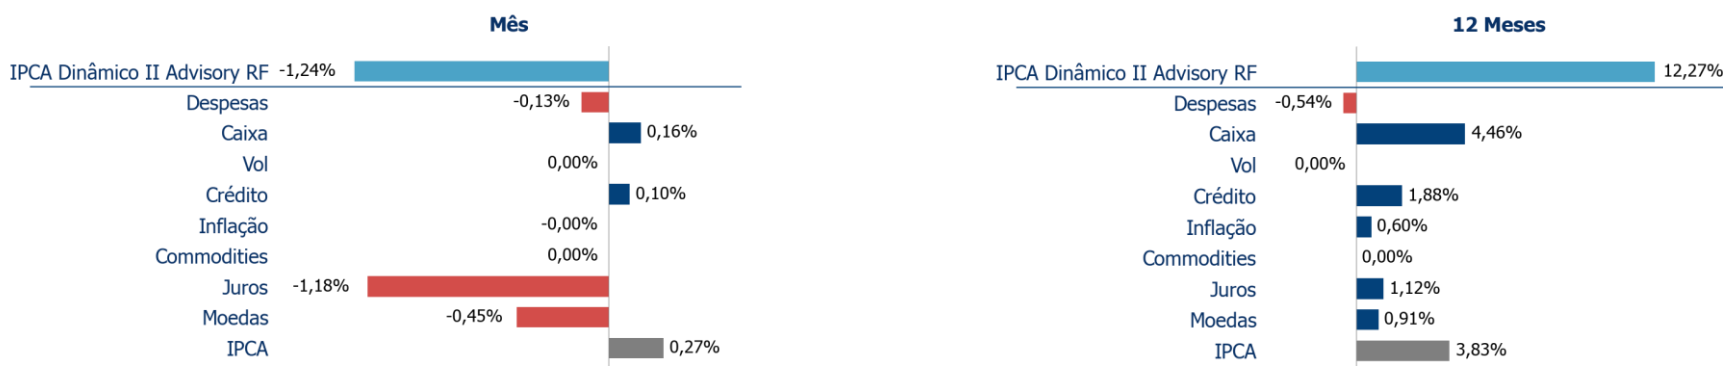 Mês
IPCA Dinâmico II Advisory RF -1,24%
Despesas -0,13%
Caixa 0,16%
Vol 0,00%
Crédito 0,10%
Inflação -0,00%
Commodities 0,00%
Juros -1,18%
Moedas -0,45%
IPCA 0,27%
12 Meses
IPCA Dinâmico II Advisory RF 12,27%
Despesas -0,54%
Caixa 4,46%
Vol 0,00%
Crédito 1,88%
Inflação 0,60%
Commodities 0,00%
Juros 1,12%
Moedas 0,91%
IPCA 3,83%